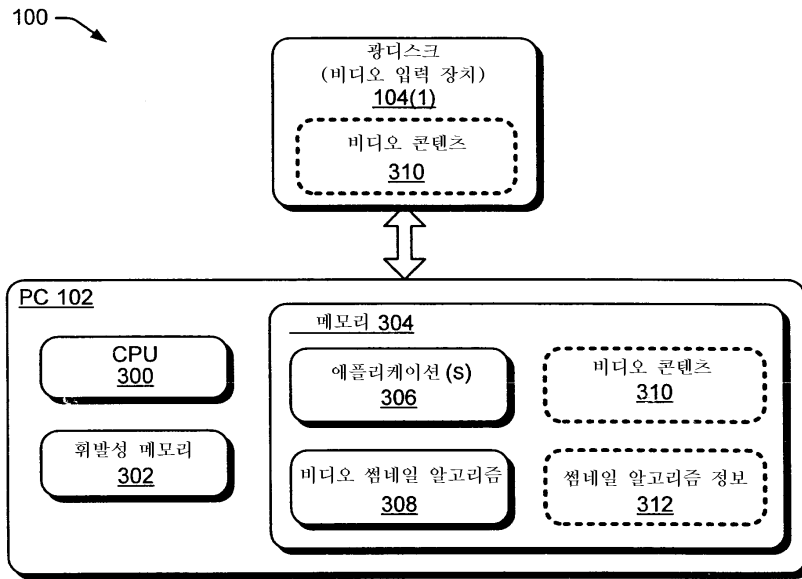 100
광디스크
(비디오 입력 장치)
104(1)
비디오 콘텐츠
310
PC 102
CPU
300
휘발성 메모리
302
메모리 304
애플리케이션(s)
306
비디오 콘텐츠
310
비디오 썸네일 알고리즘
308
썸네일 알고리즘 정보
312